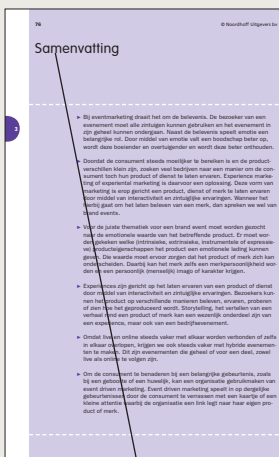 76
© Noordhoff Uitgevers bv
Samenvatting
3
► Bij eventmarketing draait het om de belevenis. De bezoeker van een
evenement moet alle zintuigen kunnen gebruiken en het evenement in
zijn geheel kunnen ondergaan. Naast de belevenis speelt emotie een
belangrijke rol. Door middel van emotie valt een boodschap beter op,
wordt deze boeiender en overtuigender en wordt deze beter onthouden.
► Doordat de consument steeds moeilijker te bereiken is en de product-
verschillen klein zijn, zoeken veel bedrijven naar een manier om de con-
sument toch hun product of dienst te laten ervaren. Experience marke-
ting of experiential marketing is daarvoor een oplossing. Deze vorm van
marketing is erop gericht een product, dienst of merk te laten ervaren
door middel van interactiviteit en zintuiglijke ervaringen. Wanneer het
hierbij gaat om het laten beleven van een merk, dan spreken we wel van
brand events.
► Voor de juiste thematiek voor een brand event moet worden gezocht
naar de emotionele waarde van het betreffende product. Er moet wor-
den gekeken welke (intrinsieke, extrinsieke, instrumentele of expressie-
ve) producteigenschappen het product een emotionele lading kunnen
geven. Die waarde moet ervoor zorgen dat het product of merk zich kan
onderscheiden. Daarbij kan het merk zelfs een merkpersoonlijkheid wor-
den en een persoonlijk (menselijk) imago of karakter krijgen.
► Experiences zijn gericht op het laten ervaren van een product of dienst
door middel van interactiviteit en zintuiglijke ervaringen. Bezoekers kun-
nen het product op verschillende manieren beleven, ervaren, proberen
of zien hoe het geproduceerd wordt. Storytelling, het vertellen van een
verhaal rond een product of merk kan een wezenlijk onderdeel zijn van
een experience, maar ook van een bedrijfsevenement.
► Omdat live en online steeds vaker met elkaar worden verbonden of zelfs
in elkaar overlopen, krijgen we ook steeds vaker met hybride evenemen-
ten te maken. Dit zijn evenementen die geheel of voor een deel, zowel
live als online te volgen zijn.
► Om de consument te benaderen bij een belangrijke gebeurtenis, zoals
bij een geboorte of een huwelijk, kan een organisatie gebruikmaken van
event driven marketing. Event driven marketing speelt in op dergelijke
gebeurtenissen door de consument te verrassen met een kaartje of een
kleine attentie waarbij de organisatie een link legt naar haar eigen pro-
duct of merk.